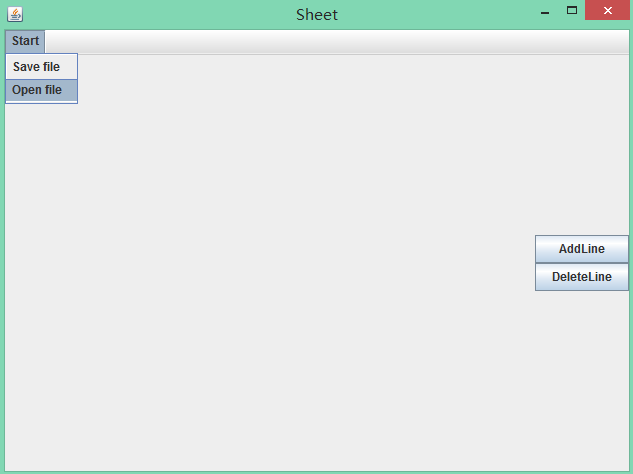 Sheet
Start
Save file
Open file
AddLine
DeleteLine